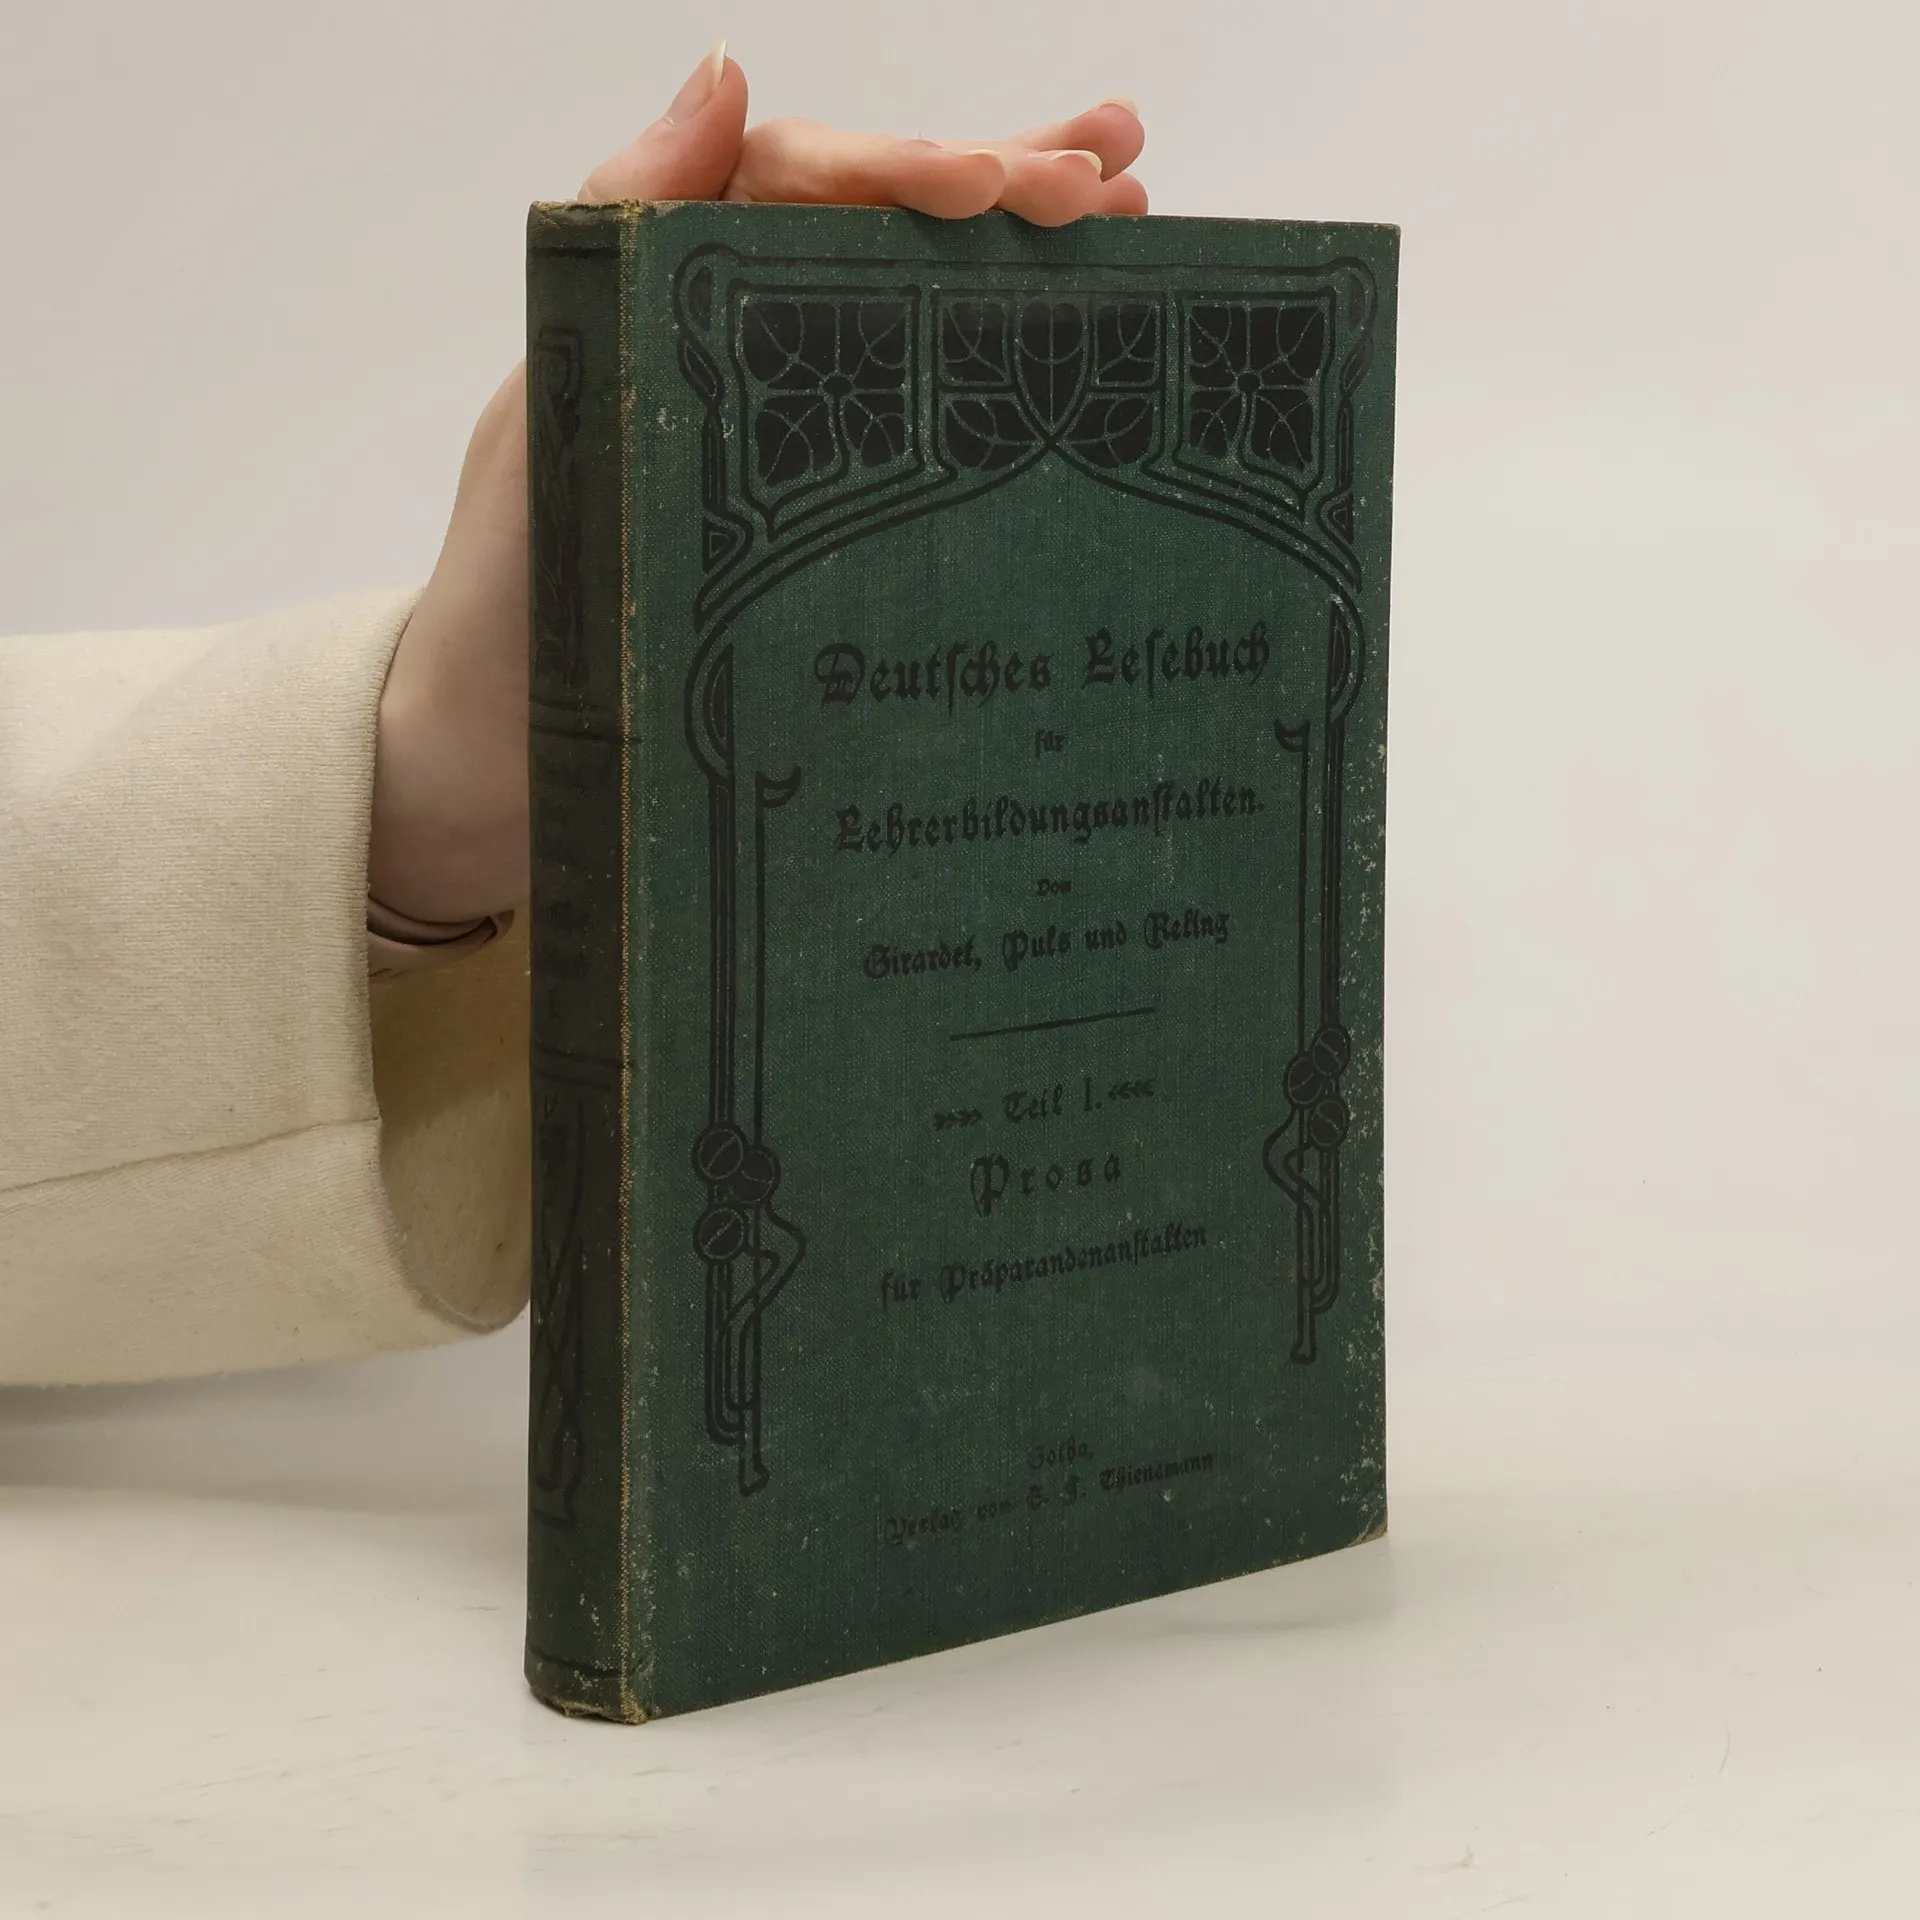 Deutſches Leſebuch
für
Lehrerbildungsanſtalten.
Von
Girardet, Puls und Reling
Teil I.
Prosa
für Präparandenanſtalten
Gotha,
Verlag von E. F. Thienemann